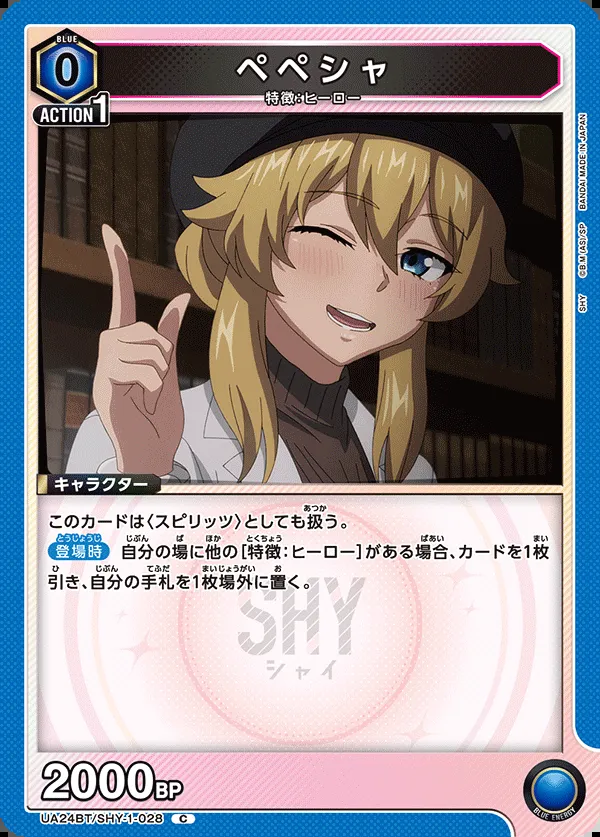 BLUE
0
ACTION 1
ペペシャ
特徴:ヒーロー
SHY ©B.M(AS)/SP BANDAI MADE IN JAPAN
キャラクター
このカードは〈スピリッツ〉としても扱う。
登場時 自分の場に他の[特徴:ヒーロー]がある場合、カードを1枚
引き、自分の手札を1枚場外に置く。
SHY
シャイ
2000BP
UA24BT/SHY-1-028 C
BLUE ENERGY